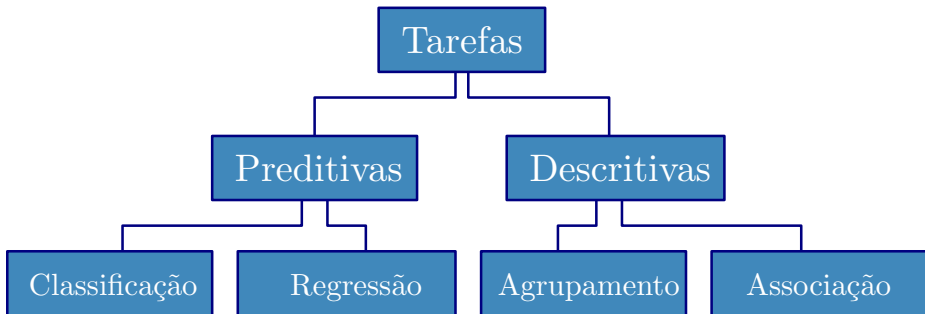 Tarefas
Preditivas
Descritivas
Classificação
Regressão
Agrupamento
Associação